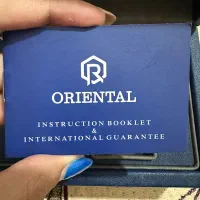 R
ORIENTAL
INSTRUCTION BOOKLET
&
INTERNATIONAL GUARANTEE